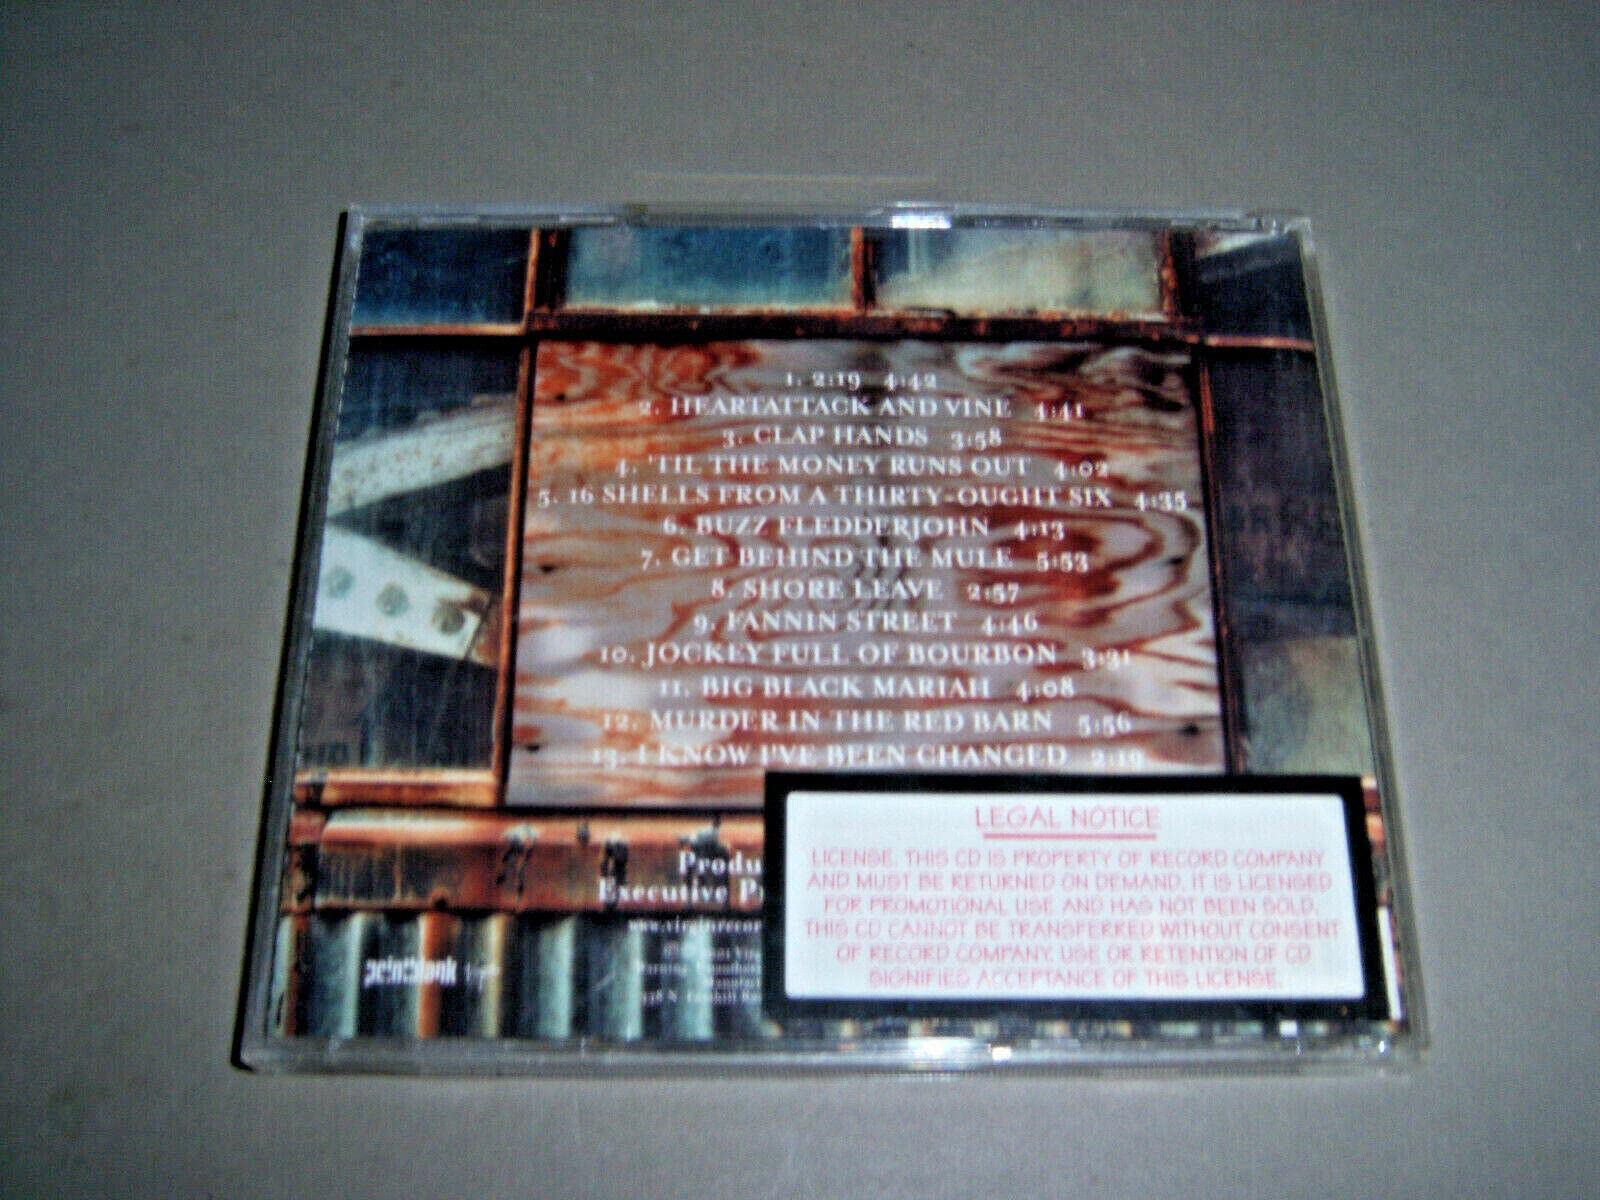 1. 2:19 4:42
2. HEARTATTACK AND VINE 4:41
3. CLAP HANDS 3:58
4. 'TIL THE MONEY RUNS OUT 4:02
5. 16 SHELLS FROM A THIRTY-OUGHT SIX 4:35
6. BUZZ FLEDDERJOHN 4:13
7. GET BEHIND THE MULE 5:53
8. SHORE LEAVE 2:57
9. FANNIN STREET 4:46
10. JOCKEY FULL OF BOURBON 3:31
11. BIG BLACK MARIAH 4:08
12. MURDER IN THE RED BARN 5:56
13. I KNOW I'VE BEEN CHANGED 2:19
Produ
Executive P
www.virginrecor
pointblank
LEGAL NOTICE
LICENSE. THIS CD IS PROPERTY OF RECORD COMPANY
AND MUST BE RETURNED ON DEMAND. IT IS LICENSED
FOR PROMOTIONAL USE AND HAS NOT BEEN SOLD.
THIS CD CANNOT BE TRANSFERRED WITHOUT CONSENT
OF RECORD COMPANY. USE OR RETENTION OF CD
SIGNIFIES ACCEPTANCE OF THIS LICENSE.